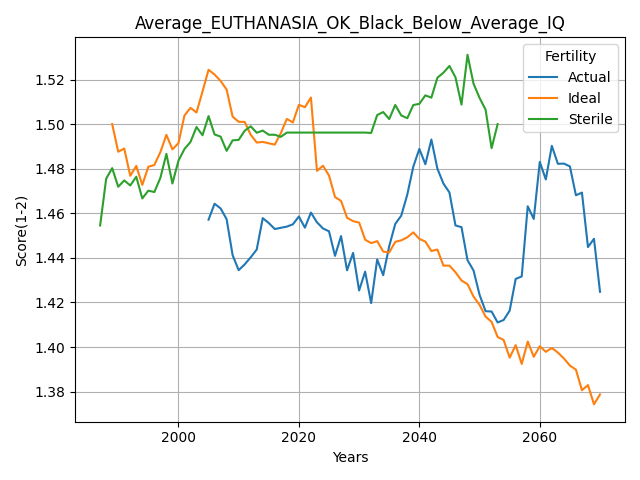 Average_EUTHANASIA_OK_Black_Below_Average_IQ
Fertility
Actual
Ideal
Sterile
Score(1-2)
1.52
1.50
1.48
1.46
1.44
1.42
1.40
1.38
2000
2020
2040
2060
Years